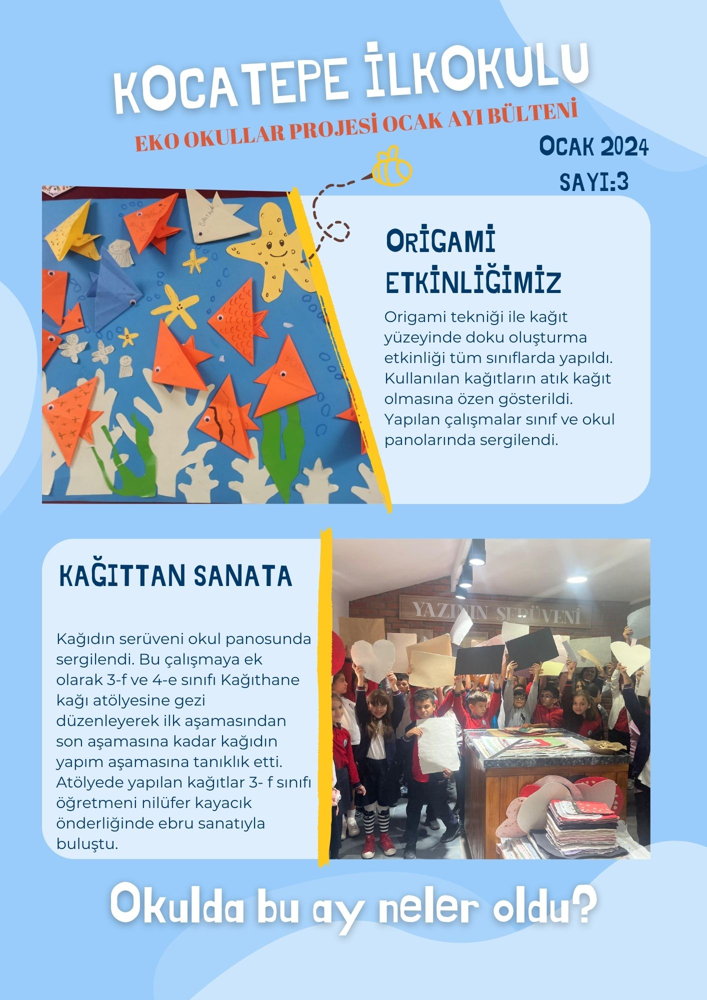 KOCATEPE İLKOKULU
EKO OKULLAR PROJESİ OCAK AYI BÜLTENİ
OCAK 2024
SAYI:3
ORİGAMİ
ETKİNLİĞİMİZ
Origami tekniği ile kağıt
yüzeyinde doku oluşturma
etkinliği tüm sınıflarda yapıldı.
Kullanılan kağıtların atık kağıt
olmasına özen gösterildi.
Yapılan çalışmalar sınıf ve okul
panolarında sergilendi.
KAĞITTAN SANATA
Kağıdın serüveni okul panosunda
sergilendi. Bu çalışmaya ek
olarak 3-f ve 4-e sınıfı Kağıthane
kağı atölyesine gezi
düzenleyerek ilk aşamasından
son aşamasına kadar kağıdın
yapım aşamasına tanıklık etti.
Atölyede yapılan kağıtlar 3- f sınıfı
öğretmeni nilüfer kayacık
önderliğinde ebru sanatıyla
buluştu.
YAZININ SERÜVENİ
Okulda bu ay neler oldu?